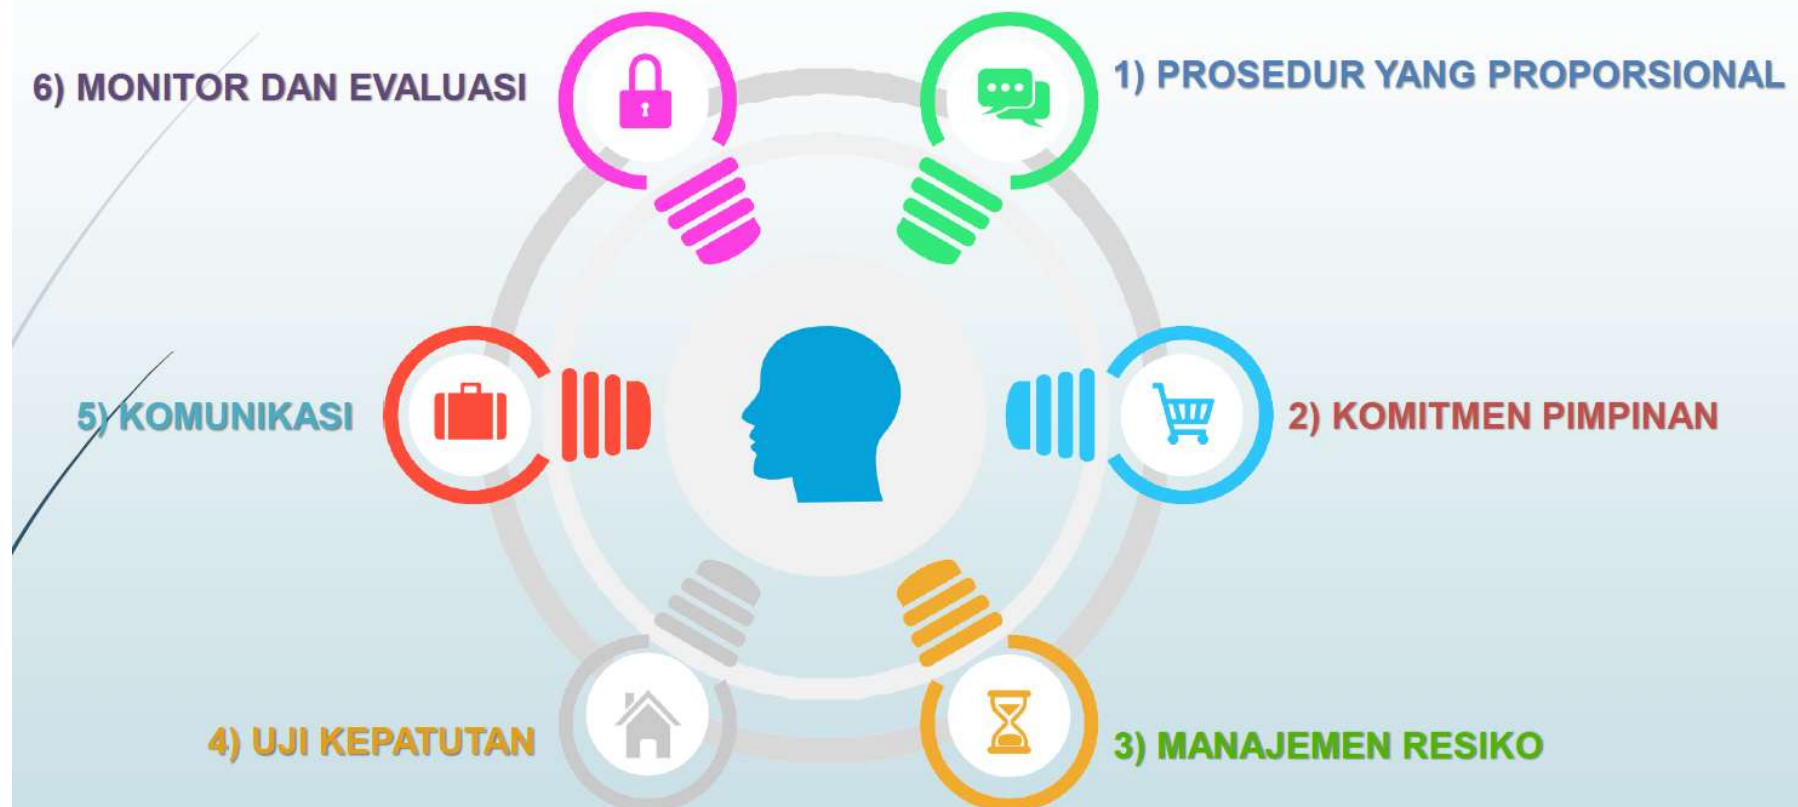 1) PROSEDUR YANG PROPORSIONAL
2) KOMITMEN PIMPINAN
3) MANAJEMEN RESIKO
4) UJI KEPATUTAN
5) KOMUNIKASI
6) MONITOR DAN EVALUASI